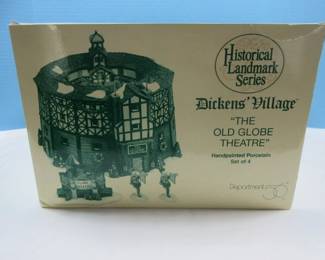 Historical
Landmark
Series
Dickens' Village
"THE
OLD GLOBE
THEATRE"
Handpainted Porcelain
Set of 4
Department 56